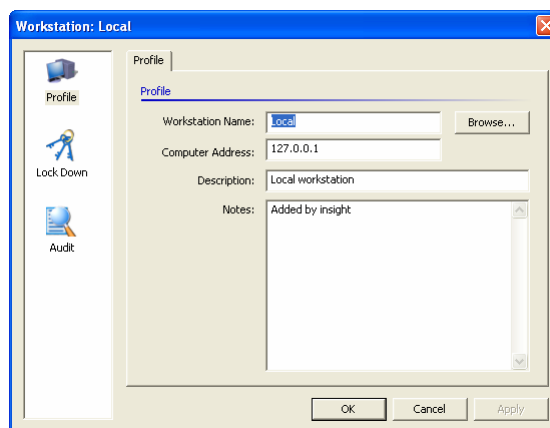 Workstation: Local
Profile
Lock Down
Audit
Profile
Profile
Workstation Name: Local Browse...
Computer Address: 127.0.0.1
Description: Local workstation
Notes: Added by insight
OK Cancel Apply